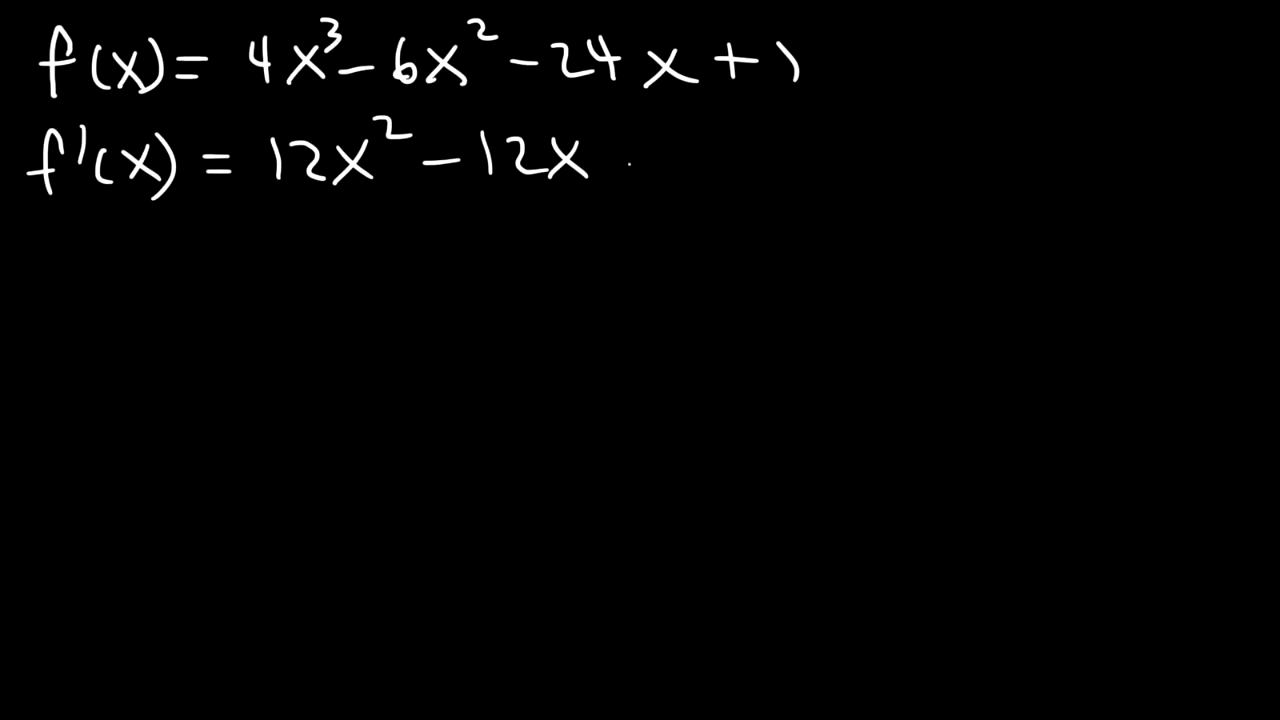 f(x) = 4x³ - 6x² - 24x + 1
f'(x) = 12x² - 12x